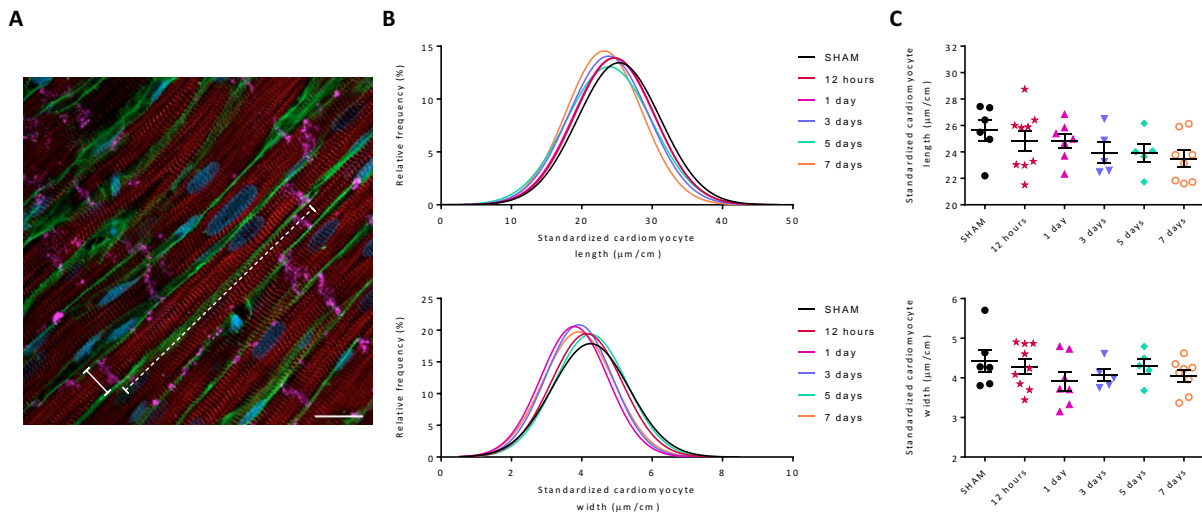 A
B
C
Relative frequency (%)
15
10
5
0
0 10 20 30 40 50
Standardized cardiomyocyte
length (µm/cm)
SHAM
12 hours
1 day
3 days
5 days
7 days
Standardized cardiomyocyte
length (µm/cm)
32
30
28
26
24
22
20
SHAM
12 hours
1 day
3 days
5 days
7 days
Relative frequency (%)
25
20
15
10
5
0
0 2 4 6 8 10
Standardized cardiomyocyte
width (µm/cm)
SHAM
12 hours
1 day
3 days
5 days
7 days
Standardized cardiomyocyte
width (µm/cm)
6
5
4
3
2
SHAM
12 hours
1 day
3 days
5 days
7 days